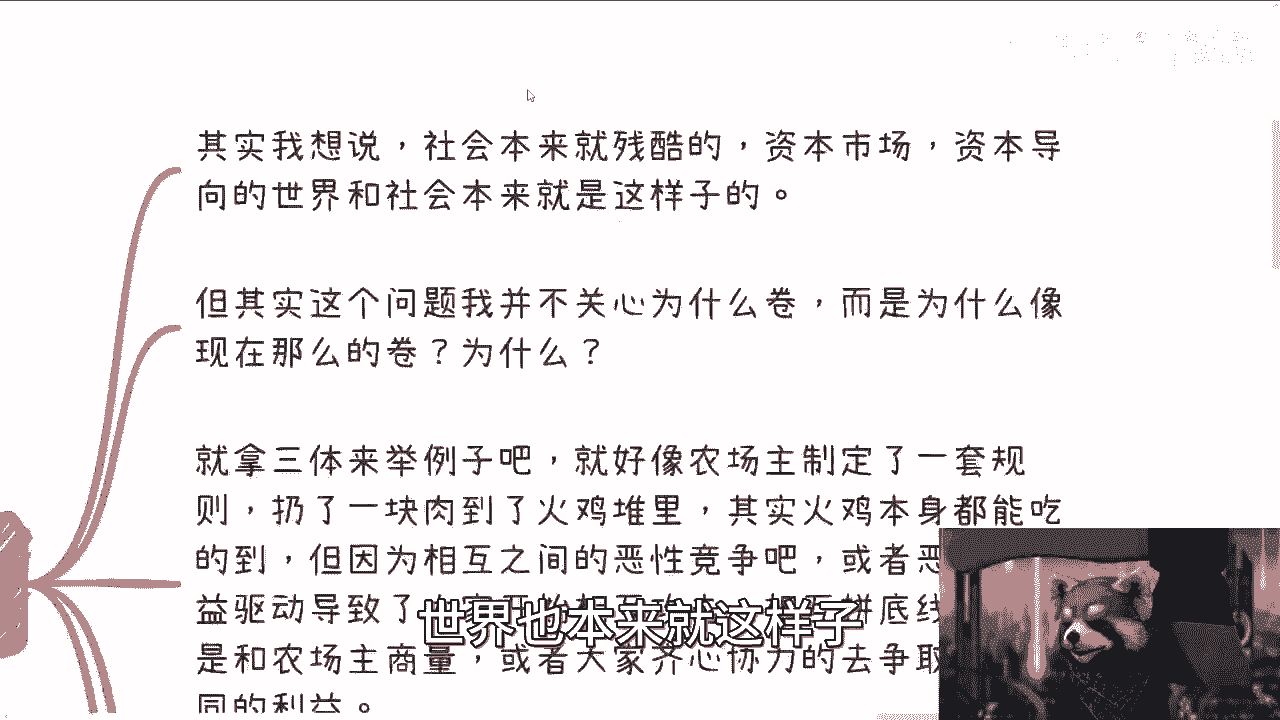 其实我想说，社会本来就残酷的，资本市场，资本导
向的世界和社会本来就是这样子的。
但其实这个问题我并不关心为什么卷，而是为什么像
现在那么的卷？为什么？
就拿三体来举例子吧，就好像农场主制定了一套规
则，扔了一块肉到了火鸡堆里，其实火鸡本身都能吃
的到，但因为相互之间的恶性竞争吧，或者恶
益驱动导致了
拼底线
世界也本来就这样子
是和农场主商量，或者大家齐心协力的去争取
同的利益。